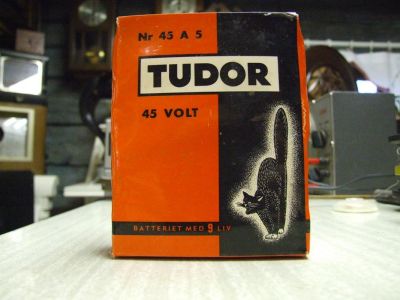 Nr 45 A 5
TUDOR
45 VOLT
BATTERIET MED 9 LIV